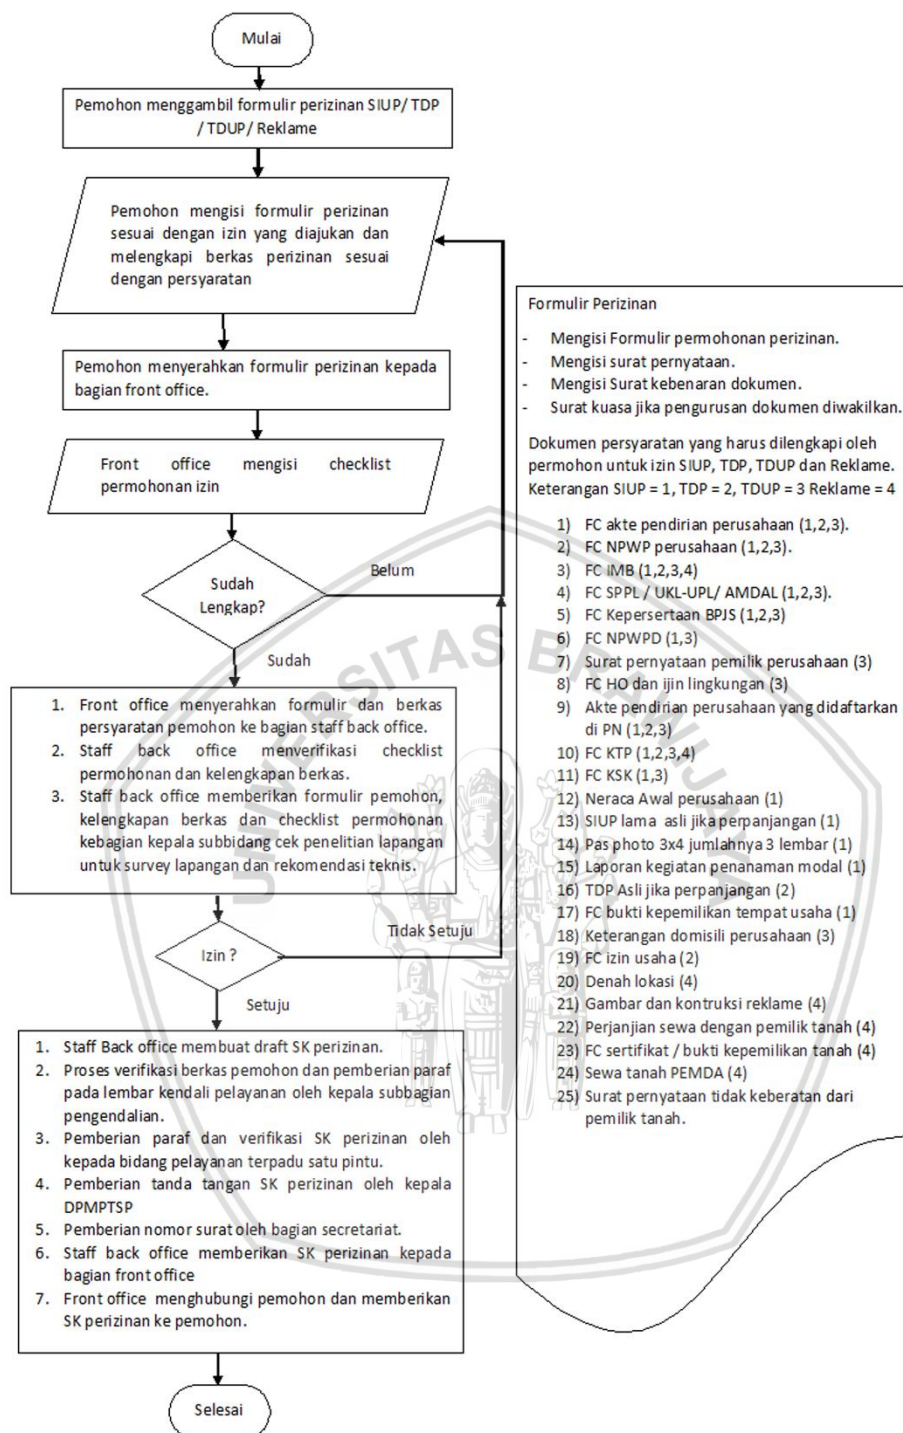 Mulai
Pemohon menggambil formulir perizinan SIUP/ TDP
/ TDUP/ Reklame
Pemohon mengisi formulir perizinan
sesuai dengan izin yang diajukan dan
melengkapi berkas perizinan sesuai
dengan persyaratan
Pemohon menyerahkan formulir perizinan kepada
bagian front office.
Front office mengisi checklist
permohonan izin
Sudah
Lengkap?
Belum
Sudah
1. Front office menyerahkan formulir dan berkas
persyaratan pemohon ke bagian staff back office.
2. Staff back office menverifikasi checklist
permohonan dan kelengkapan berkas.
3. Staff back office memberikan formulir pemohon,
kelengkapan berkas dan checklist permohonan
kebagian kepala subbidang cek penelitian lapangan
untuk survey lapangan dan rekomendasi teknis.
Izin ?
Tidak Setuju
Setuju
1. Staff Back office membuat draft SK perizinan.
2. Proses verifikasi berkas pemohon dan pemberian paraf
pada lembar kendali pelayanan oleh kepala subbagian
pengendalian.
3. Pemberian paraf dan verifikasi SK perizinan oleh
kepada bidang pelayanan terpadu satu pintu.
4. Pemberian tanda tangan SK perizinan oleh kepala
DPMPTSP
5. Pemberian nomor surat oleh bagian secretariat.
6. Staff back office memberikan SK perizinan kepada
bagian front office
7. Front office menghubungi pemohon dan memberikan
SK perizinan ke pemohon.
Selesai
Formulir Perizinan
- Mengisi Formulir permohonan perizinan.
- Mengisi surat pernyataan.
- Mengisi Surat kebenaran dokumen.
- Surat kuasa jika pengurusan dokumen diwakilkan.
Dokumen persyaratan yang harus dilengkapi oleh
permohon untuk izin SIUP, TDP, TDUP dan Reklame.
Keterangan SIUP = 1, TDP = 2, TDUP = 3 Reklame = 4
1) FC akte pendirian perusahaan (1,2,3).
2) FC NPWP perusahaan (1,2,3).
3) FC IMB (1,2,3,4)
4) FC SPPL / UKL-UPL/ AMDAL (1,2,3).
5) FC Kepersertaan BPJS (1,2,3)
6) FC NPWPD (1,3)
7) Surat pernyataan pemilik perusahaan (3)
8) FC HO dan ijin lingkungan (3)
9) Akte pendirian perusahaan yang didaftarkan
di PN (1,2,3)
10) FC KTP (1,2,3,4)
11) FC KSK (1,3)
12) Neraca Awal perusahaan (1)
13) SIUP lama asli jika perpanjangan (1)
14) Pas photo 3x4 jumlahnya 3 lembar (1)
15) Laporan kegiatan penanaman modal (1)
16) TDP Asli jika perpanjangan (2)
17) FC bukti kepemilikan tempat usaha (1)
18) Keterangan domisili perusahaan (3)
19) FC izin usaha (2)
20) Denah lokasi (4)
21) Gambar dan kontruksi reklame (4)
22) Perjanjian sewa dengan pemilik tanah (4)
23) FC sertifikat / bukti kepemilikan tanah (4)
24) Sewa tanah PEMDA (4)
25) Surat pernyataan tidak keberatan dari
pemilik tanah.
UNIVERSITAS BRAWIJAYA